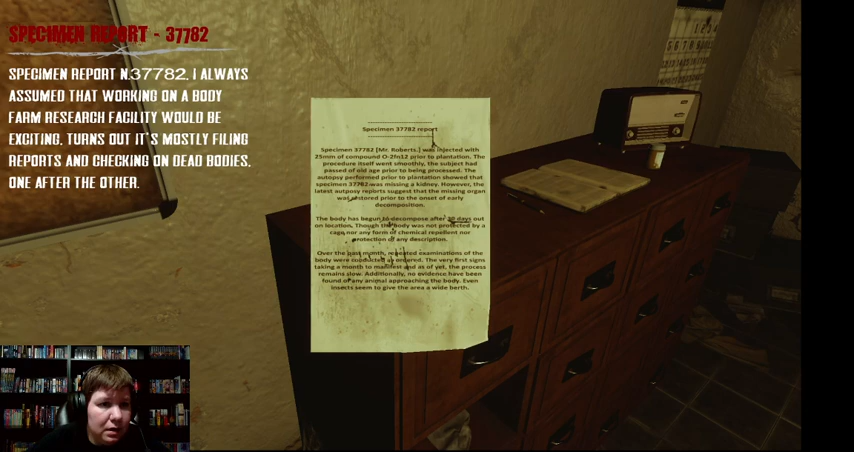 SPECIMEN REPORT - 37782
SPECIMEN REPORT N.37782. I ALWAYS
ASSUMED THAT WORKING ON A BODY
FARM RESEARCH FACILITY WOULD BE
EXCITING. TURNS OUT IT'S MOSTLY FILING
REPORTS AND CHECKING ON DEAD BODIES,
ONE AFTER THE OTHER.
Specimen 37782 report
Specimen 37782 [Mr. Roberts,] was injected with
25mm of compound O:2fn12 prior to plantation. The
procedure itself went smoothly, the subject had
passed of old age prior to being processed. The
autopsy performed prior to plantation showed that
specimen 37782 was missing a kidney. However, the
latest autposy reports suggest that the missing organ
was restored prior to the onset of early
decomposition.
The body has begun to decompose after 30 days out
on location. Though the body was not protected by a
cage nor any form of chemical repellent nor
protection of any description.
Over the past month, repeated examinations of the
body were conducted as ordered. The very first signs
taking a month to manifest and as of yet, the process
remains slow. Additionally, no evidence have been
found of any animal approaching the body. Even
insects seem to give the area a wide berth.